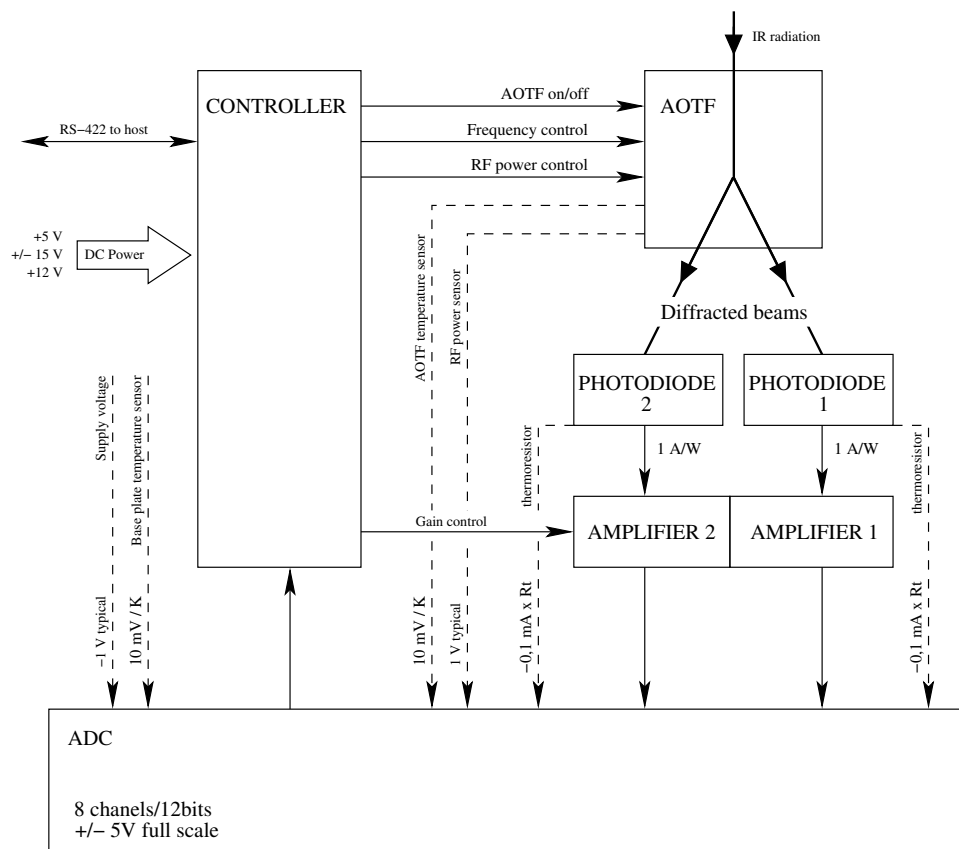 IR radiation
CONTROLLER
AOTF on/off
AOTF
RS−422 to host
Frequency control
RF power control
+5 V
+/− 15 V
+12 V
DC Power
AOTF temperature sensor
RF power sensor
Diffracted beams
PHOTODIODE
2
PHOTODIODE
1
Supply voltage
Base plate temperature sensor
thermoresistor
1 A/W
1 A/W
thermoresistor
Gain control
AMPLIFIER 2
AMPLIFIER 1
−1 V typical
10 mV / K
10 mV / K
1 V typical
−0,1 mA x Rt
−0,1 mA x Rt
ADC
8 chanels/12bits
+/− 5V full scale